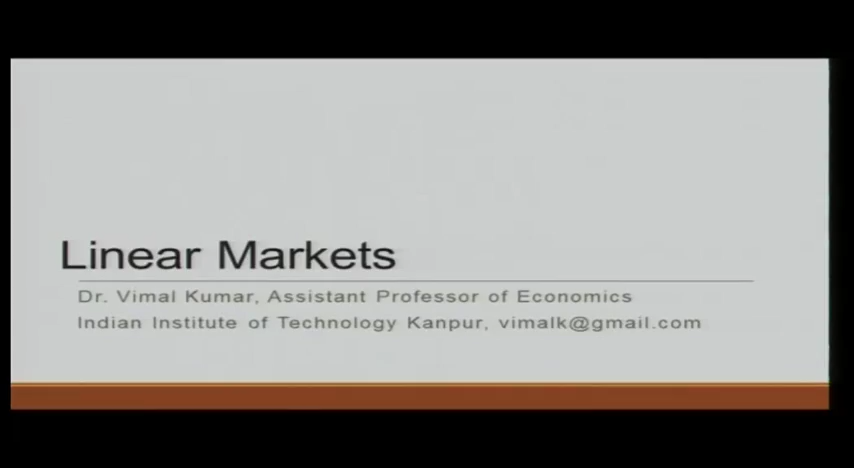 Linear Markets
Dr. Vimal Kumar, Assistant Professor of Economics
Indian Institute of Technology Kanpur, vimalk@gmail.com